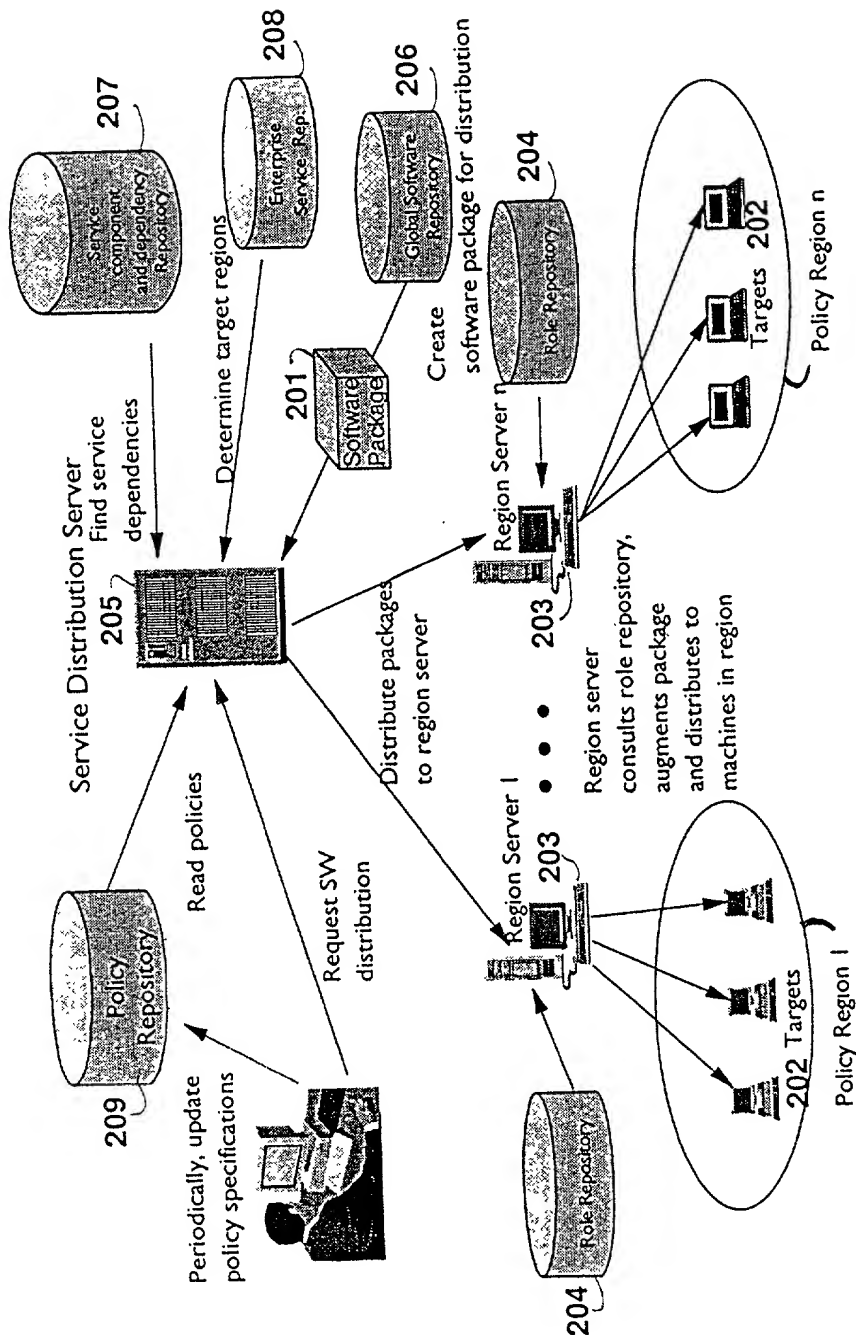 207
Service
component
and dependency
Repository
208
Enterprise
Service Rep.
206
Global Software
Repository
Service Distribution Server
205
Find service
dependencies
Determine target regions
201
Software
Package
Create
software package for distribution
209
Policy
Repository
Read policies
Periodically, update
policy specifications
Request SW
distribution
Distribute packages
to region server
204
Role Repository
Region Server n
203
Region Server 1
203
204
Role Repository
Region server
consults role repository,
augments package
and distributes to
machines in region
202
Targets
Policy Region n
202 Targets
Policy Region 1